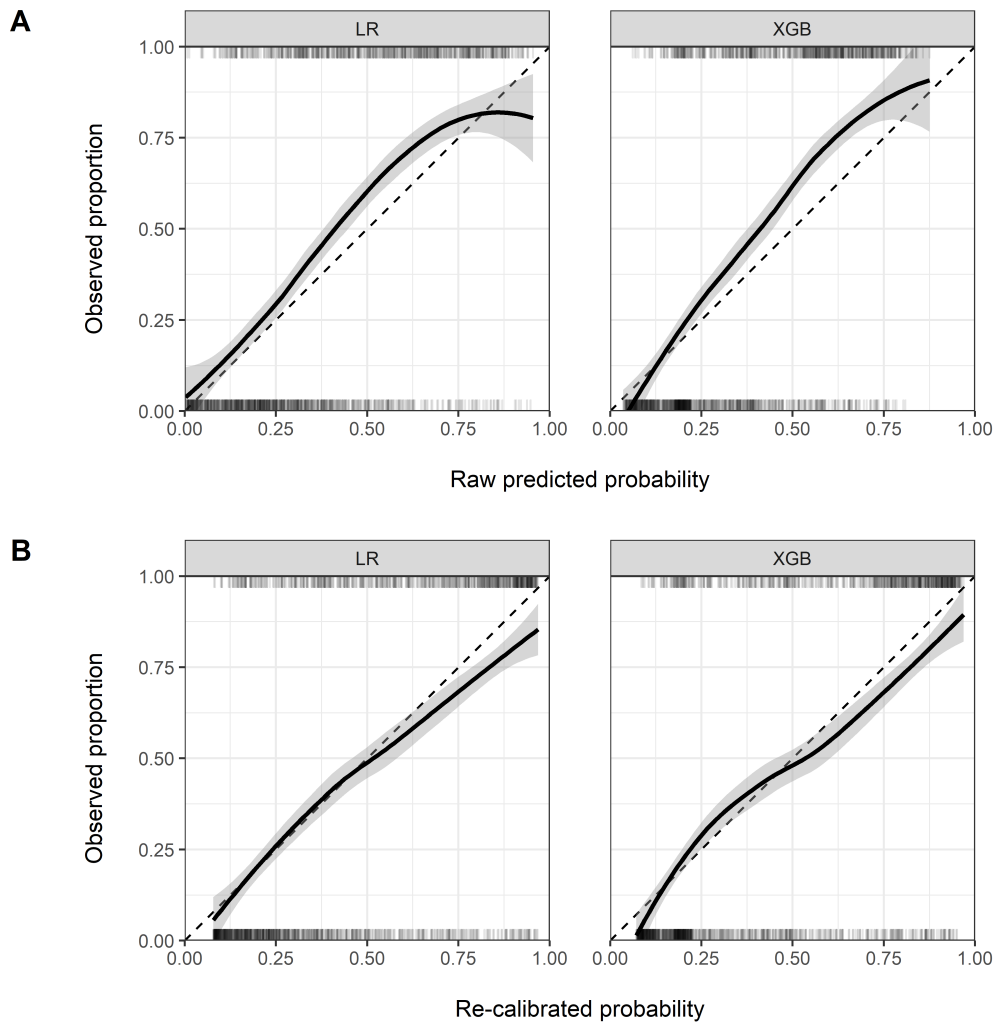 A
LR XGB
1.00
0.75
0.50
0.25
0.00
Observed proportion
0.00 0.25 0.50 0.75 1.00 0.00 0.25 0.50 0.75 1.00
Raw predicted probability
B
LR XGB
1.00
0.75
0.50
0.25
0.00
Observed proportion
0.00 0.25 0.50 0.75 1.00 0.00 0.25 0.50 0.75 1.00
Re-calibrated probability